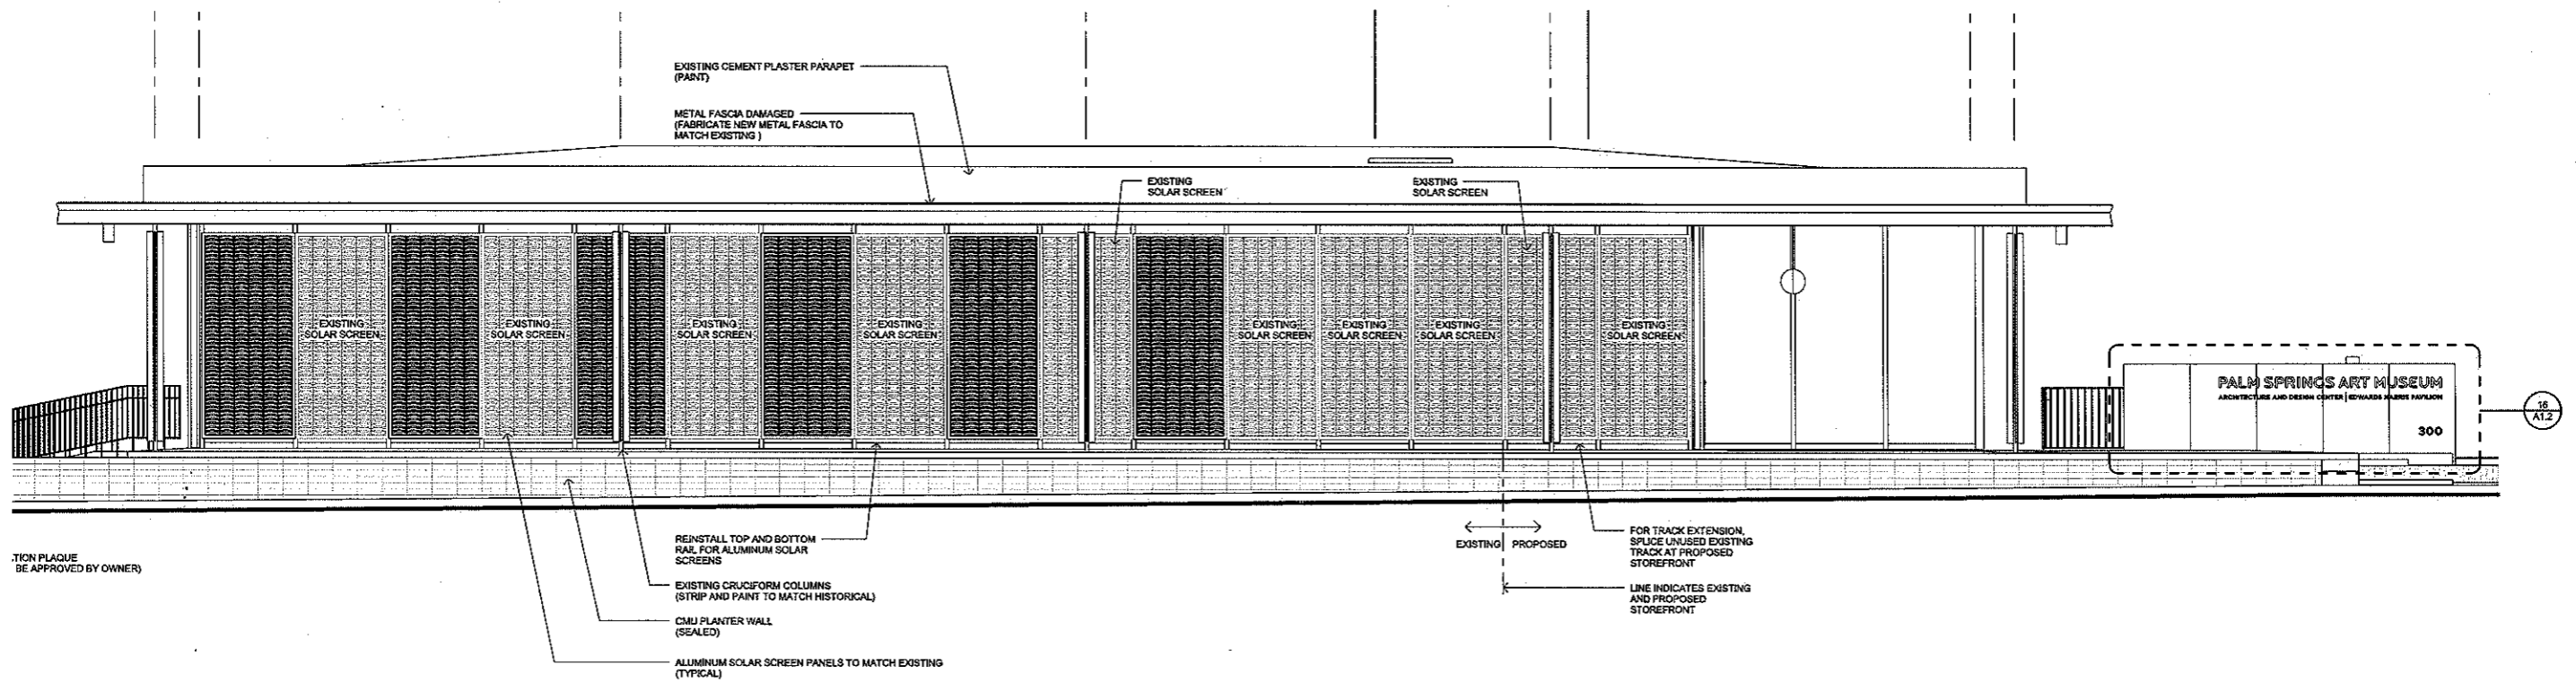 EXISTING CEMENT PLASTER PARAPET
(PAINT)
METAL FASCIA DAMAGED
(FABRICATE NEW METAL FASCIA TO
MATCH EXISTING )
EXISTING
SOLAR SCREEN
EXISTING
SOLAR SCREEN
EXISTING
SOLAR SCREEN
EXISTING
SOLAR SCREEN
EXISTING
SOLAR SCREEN
EXISTING
SOLAR SCREEN
EXISTING
SOLAR SCREEN
EXISTING
SOLAR SCREEN
EXISTING
SOLAR SCREEN
EXISTING
SOLAR SCREEN
PALM SPRINGS ART MUSEUM
ARCHITECTURE AND DESIGN CENTER | EDWARDS HARRIS PAVILION
300
16
A1.2
.TION PLAQUE
BE APPROVED BY OWNER)
REINSTALL TOP AND BOTTOM
RAIL FOR ALUMINUM SOLAR
SCREENS
EXISTING CRUCIFORM COLUMNS
(STRIP AND PAINT TO MATCH HISTORICAL)
CMU PLANTER WALL
(SEALED)
ALUMINUM SOLAR SCREEN PANELS TO MATCH EXISTING
(TYPICAL)
EXISTING PROPOSED
FOR TRACK EXTENSION,
SPLICE UNUSED EXISTING
TRACK AT PROPOSED
STOREFRONT
LINE INDICATES EXISTING
AND PROPOSED
STOREFRONT